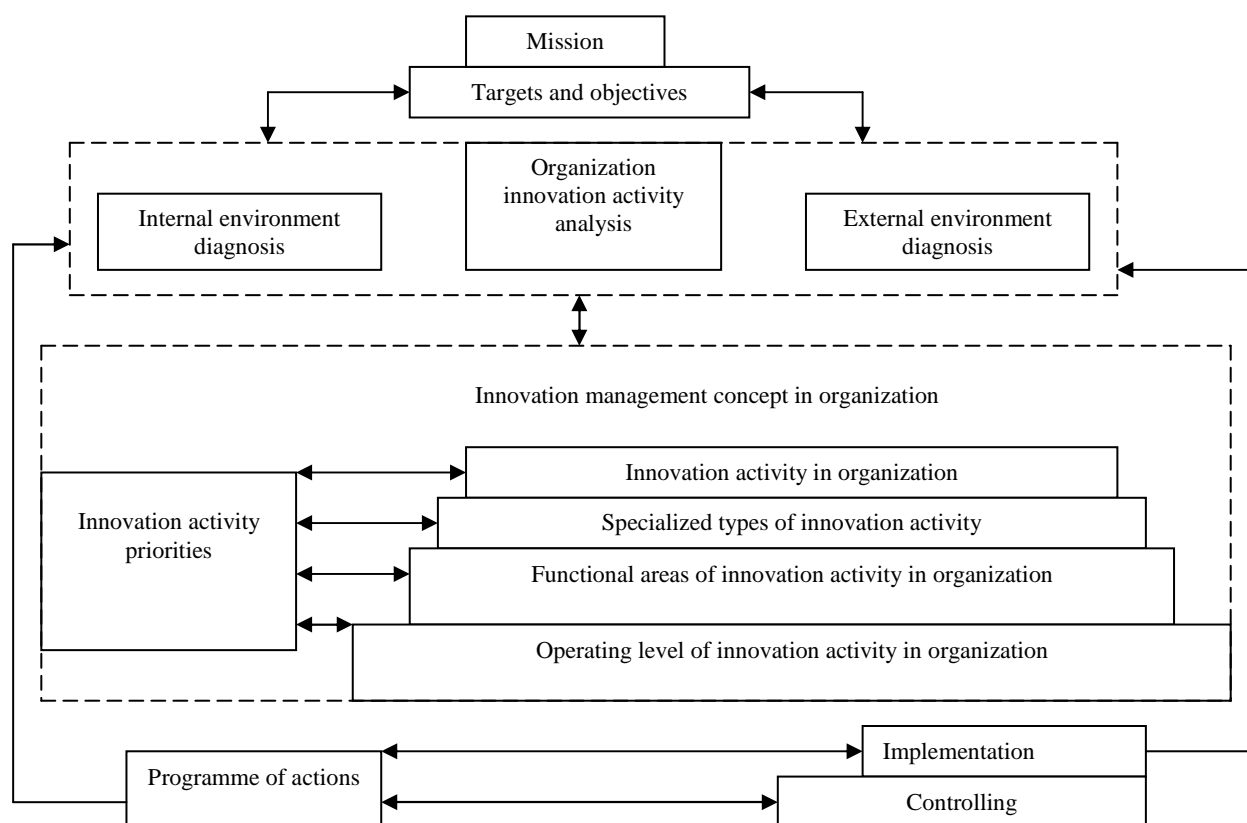 Mission
Targets and objectives
Organization
innovation activity
analysis
Internal environment
diagnosis
External environment
diagnosis
Innovation management concept in organization
Innovation activity
priorities
Innovation activity in organization
Specialized types of innovation activity
Functional areas of innovation activity in organization
Operating level of innovation activity in organization
Programme of actions
Implementation
Controlling